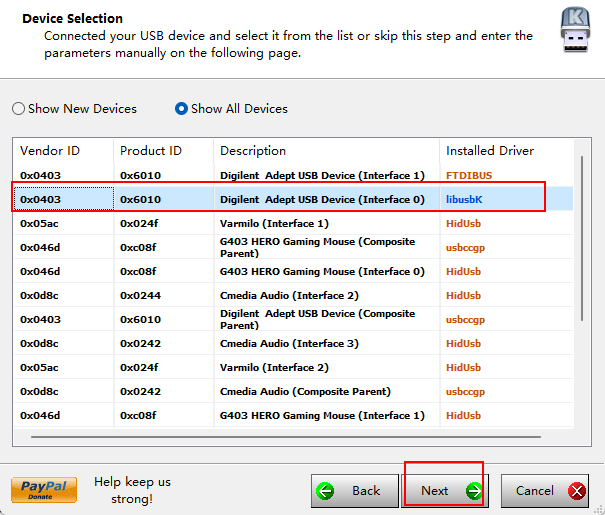 Device Selection
Connected your USB device and select it from the list or skip this step and enter the
parameters manually on the following page.
K
Show New Devices Show All Devices
Vendor ID Product ID Description Installed Driver
0x0403 0x6010 Digilent Adept USB Device (Interface 1) FTDIBUS
0x0403 0x6010 Digilent Adept USB Device (Interface 0) libusbK
0x05ac 0x024f Varmilo (Interface 1) HidUsb
0x046d 0xc08f G403 HERO Gaming Mouse (Composite
Parent) usbccgp
0x046d 0xc08f G403 HERO Gaming Mouse (Interface 0) HidUsb
0x0d8c 0x0244 Cmedia Audio (Interface 2) HidUsb
0x0403 0x6010 Digilent Adept USB Device (Composite
Parent) usbccgp
0x0d8c 0x0242 Cmedia Audio (Interface 3) HidUsb
0x05ac 0x024f Varmilo (Interface 2) HidUsb
0x0d8c 0x0242 Cmedia Audio (Composite Parent) usbccgp
0x046d 0xc08f G403 HERO Gaming Mouse (Interface 1) HidUsb
PayPal
Donate
Help keep us
strong!
Back Next Cancel